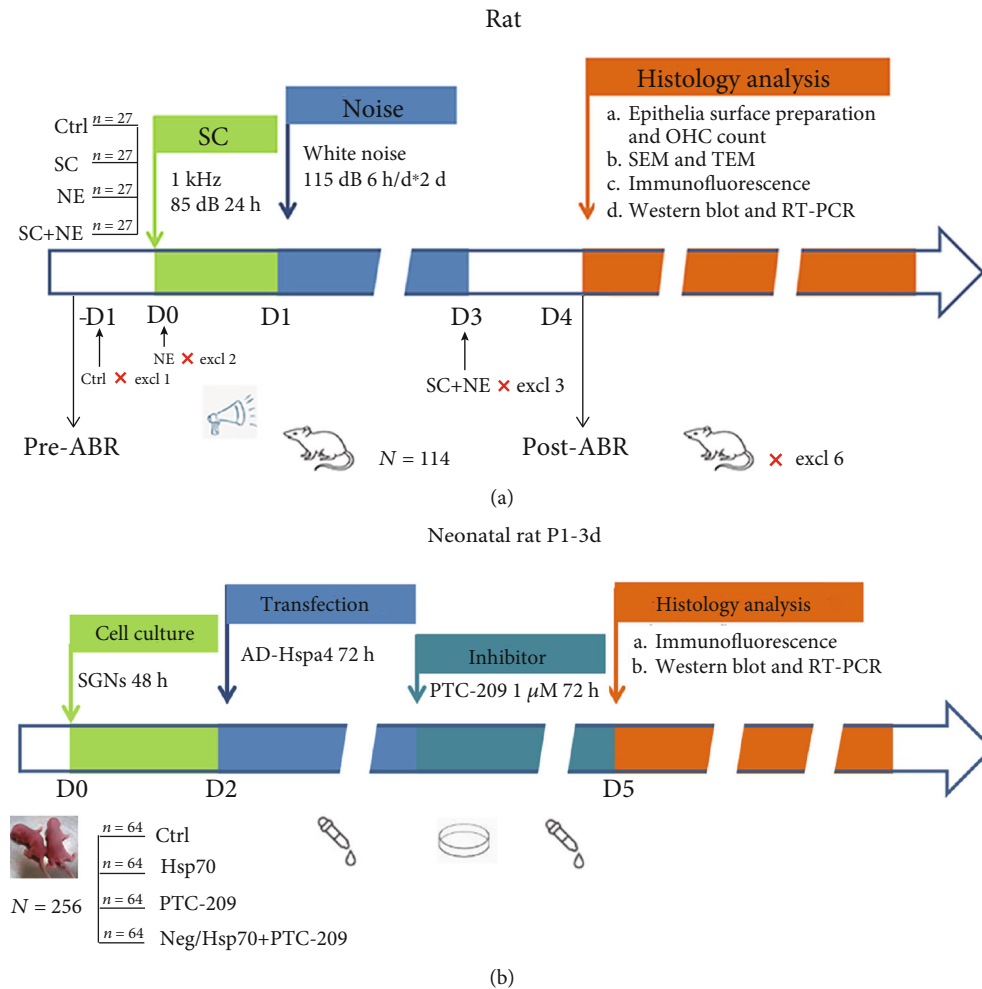 Rat
Ctrl n = 27
SC n = 27
NE n = 27
SC+NE n = 27
SC
1 kHz
85 dB 24 h
Noise
White noise
115 dB 6 h/d*2 d
Histology analysis
a. Epithelia surface preparation
and OHC count
b. SEM and TEM
c. Immunofluorescence
d. Western blot and RT-PCR
-D1
D0
D1
D3
D4
Ctrl × excl 1
NE × excl 2
SC+NE × excl 3
Pre-ABR
N = 114
Post-ABR
× excl 6
(a)
Neonatal rat P1-3d
Cell culture
SGNs 48 h
Transfection
AD-Hspa4 72 h
Inhibitor
PTC-209 1 μM 72 h
Histology analysis
a. Immunofluorescence
b. Western blot and RT-PCR
D0
D2
D5
N = 256
n = 64 Ctrl
n = 64 Hsp70
n = 64 PTC-209
n = 64 Neg/Hsp70+PTC-209
(b)